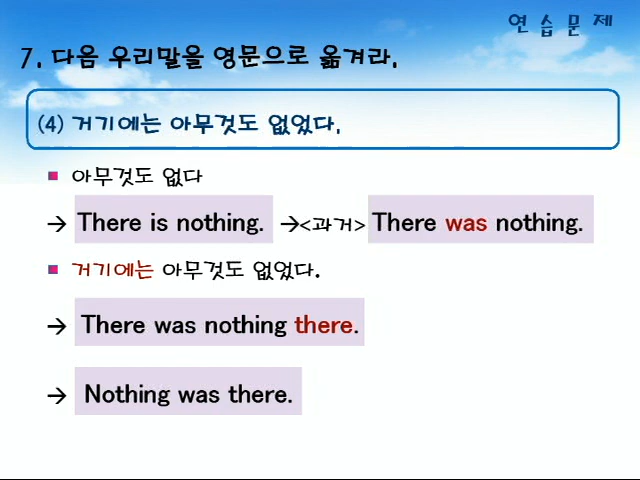 연습문제
7. 다음 우리말을 영문으로 옮겨라.
(4) 거기에는 아무것도 없었다.
아무것도 없다
→ There is nothing. →<과거> There was nothing.
거기에는 아무것도 없었다.
→ There was nothing there.
→ Nothing was there.